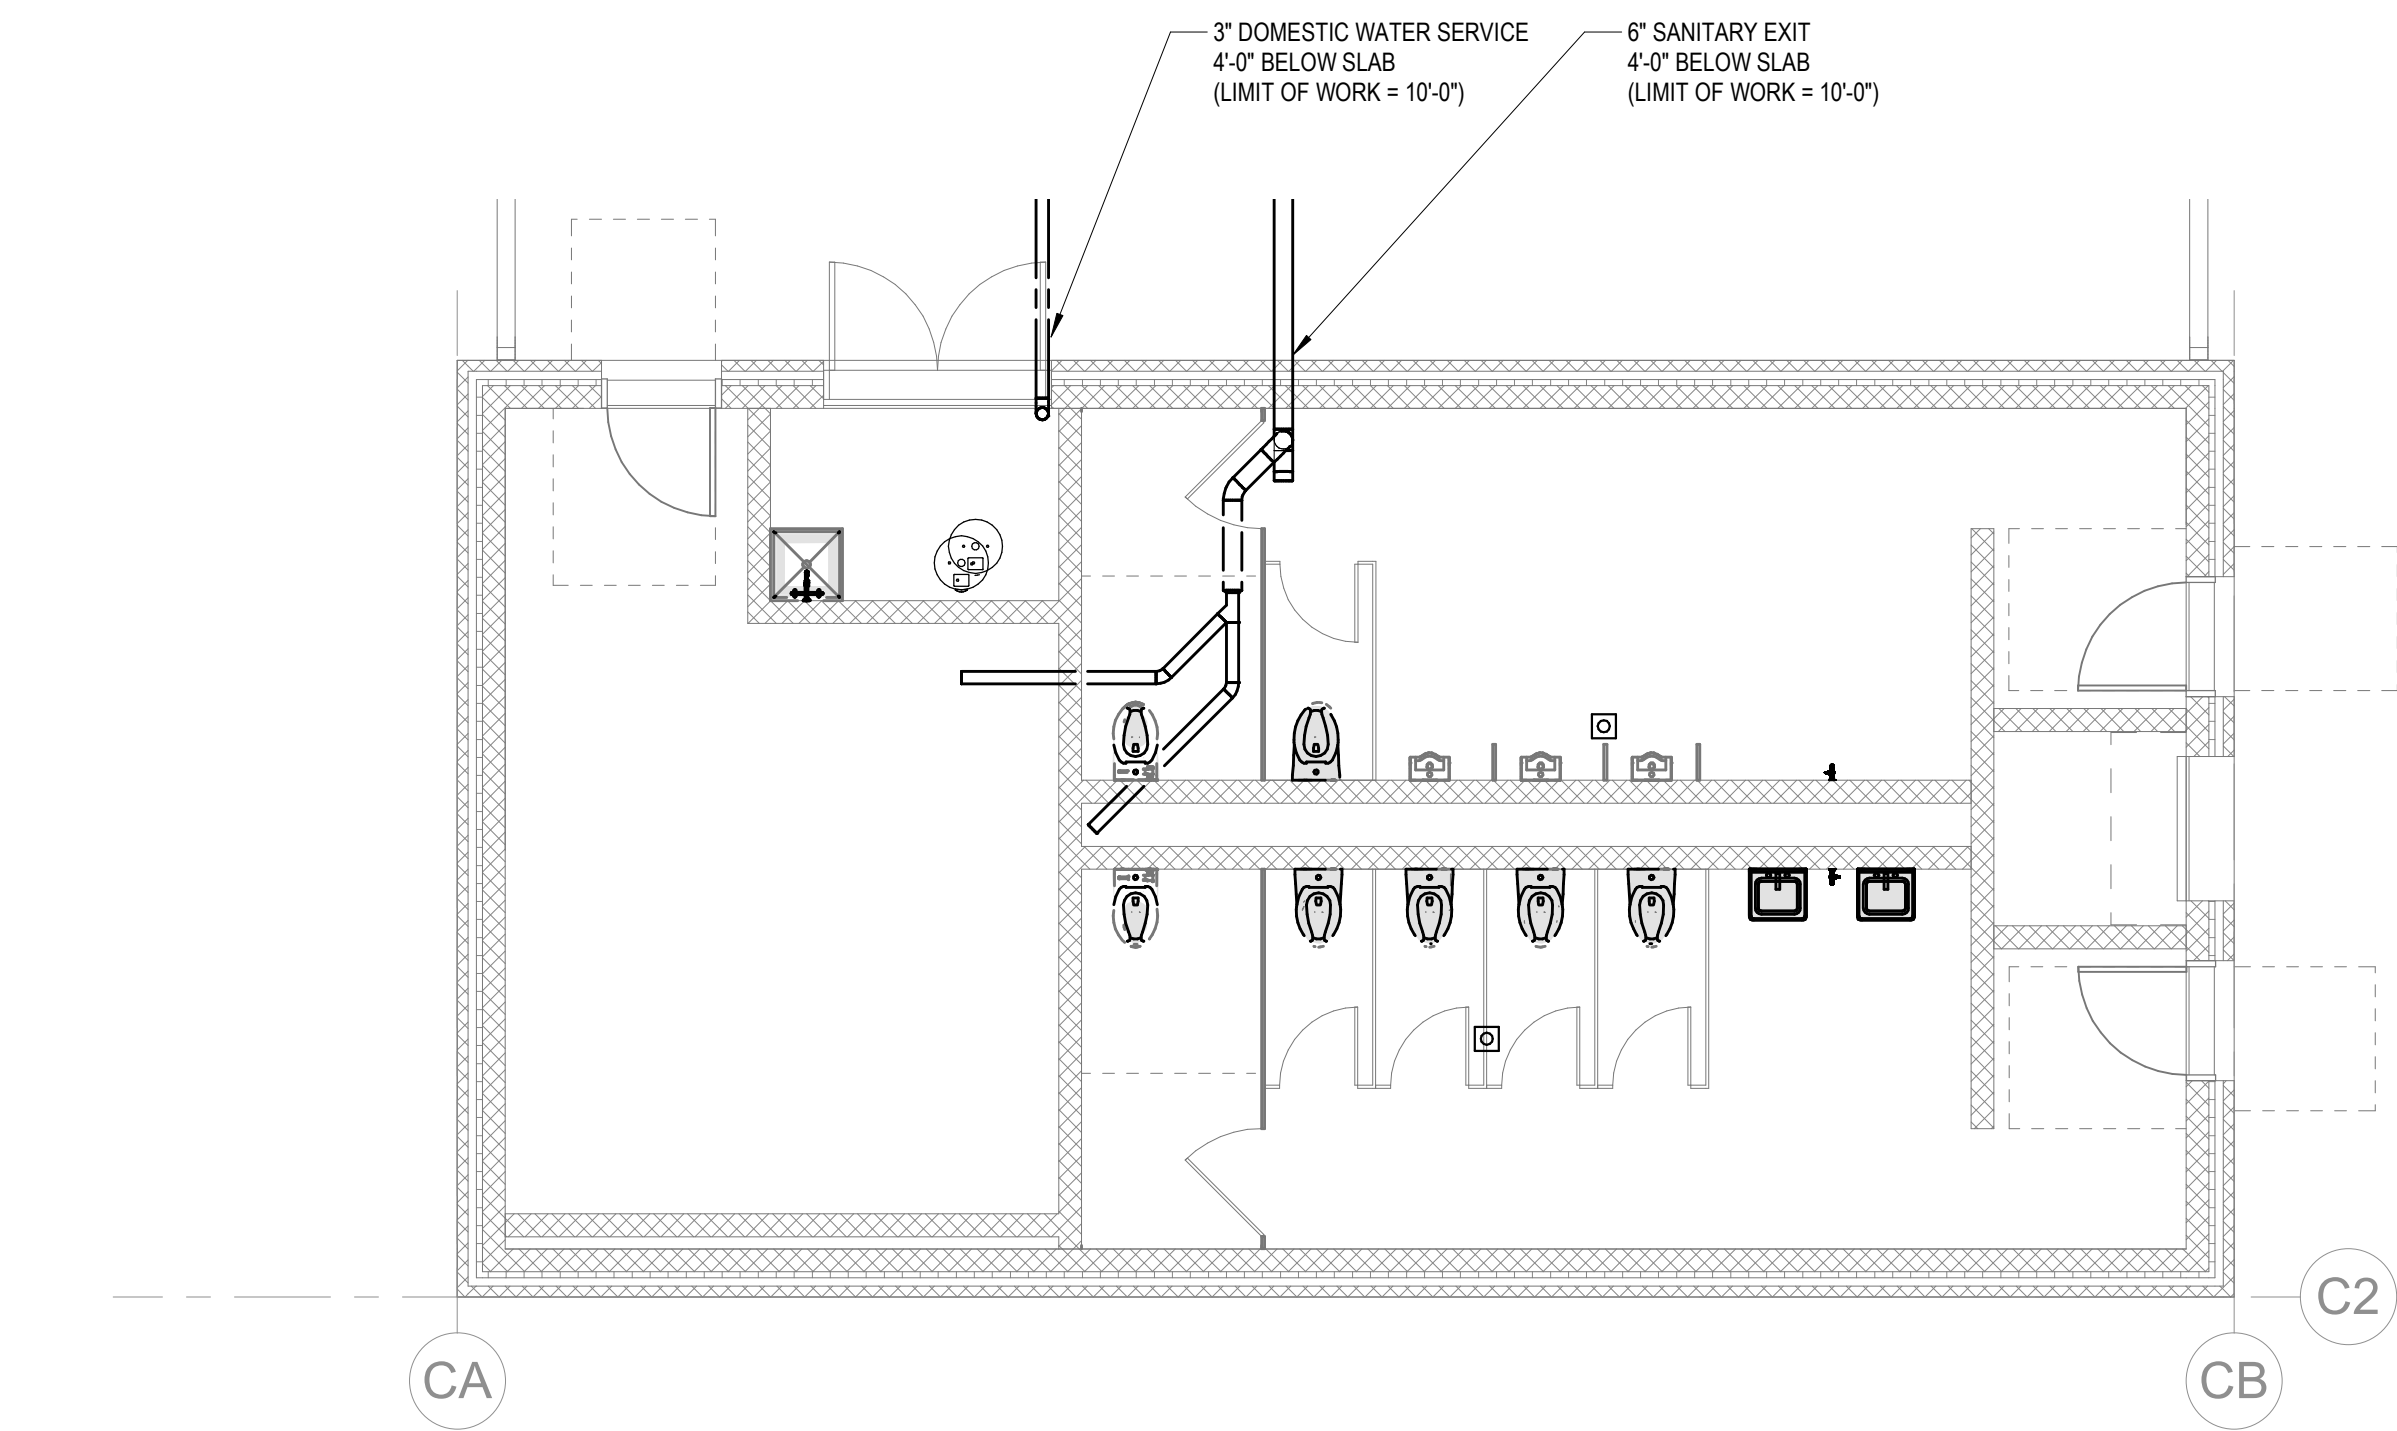 3" DOMESTIC WATER SERVICE
4'-0" BELOW SLAB
(LIMIT OF WORK = 10'-0")
6" SANITARY EXIT
4'-0" BELOW SLAB
(LIMIT OF WORK = 10'-0")
C2
CA
CB